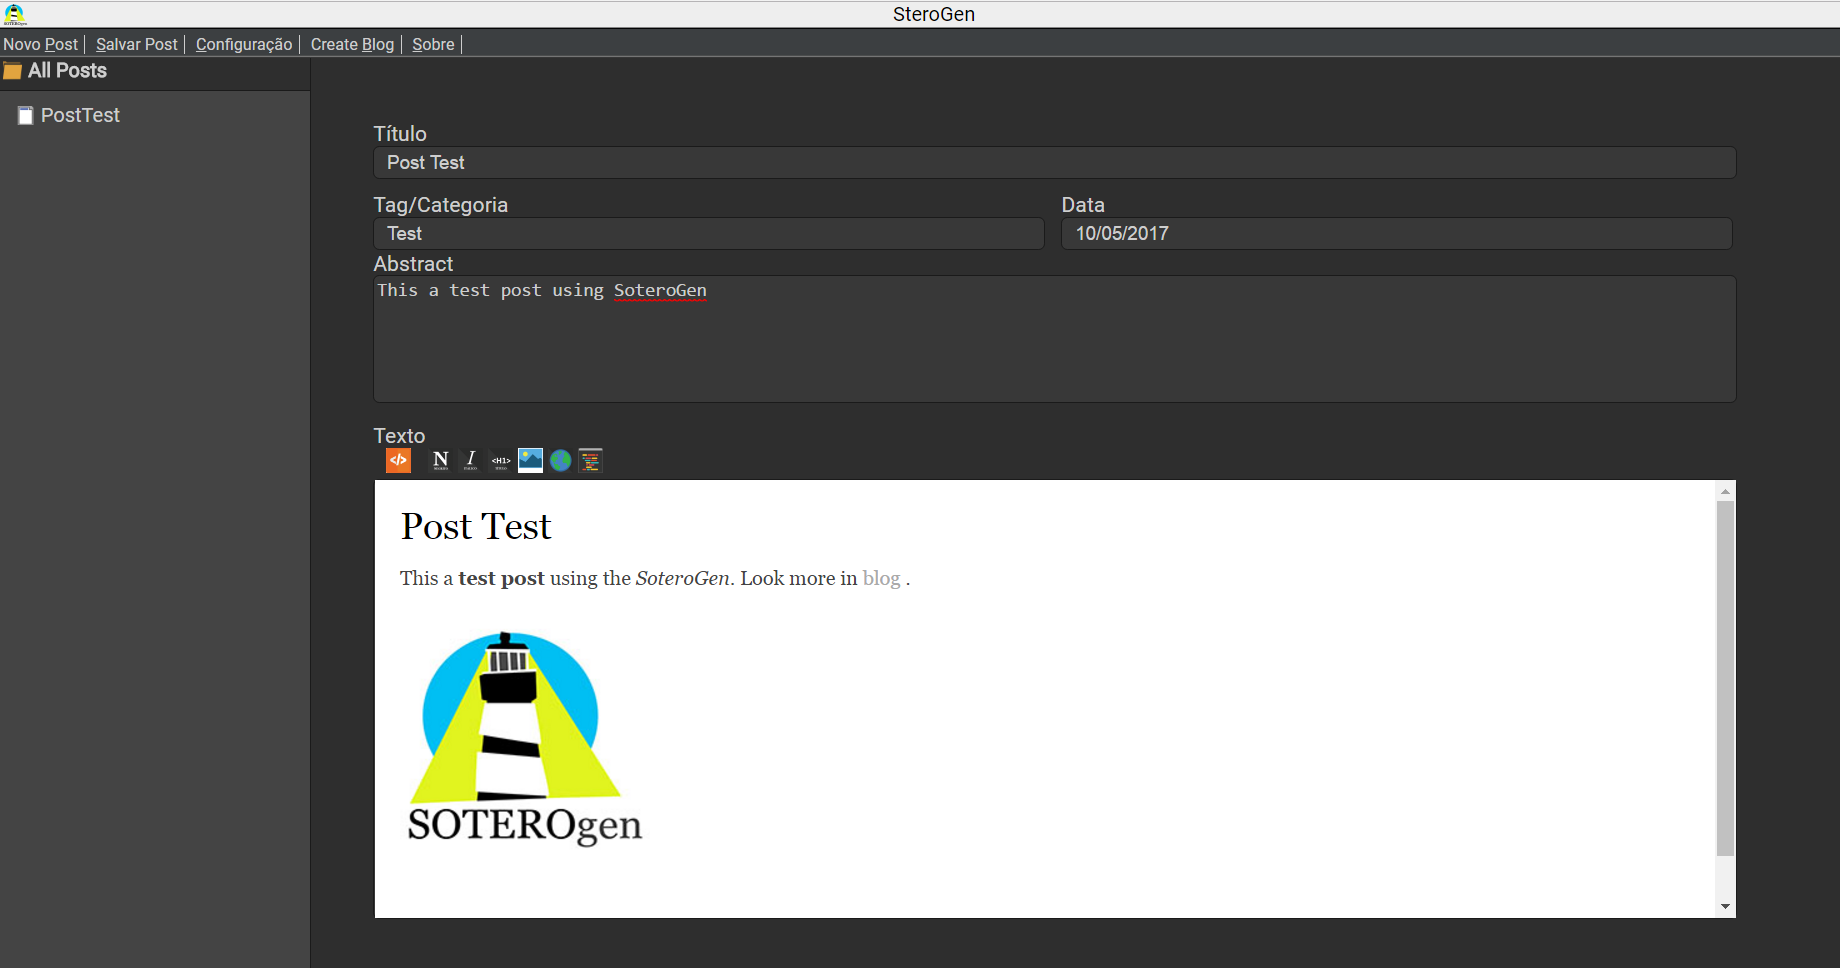 SteroGen
Novo Post | Salvar Post | Configuração | Create Blog | Sobre |
All Posts
PostTest
Título
Post Test
Tag/Categoria
Data
Test
10/05/2017
Abstract
This a test post using SoteroGen
Texto
</> N I <H1>
Post Test
This a test post using the SoteroGen. Look more in blog .
SOTEROgen